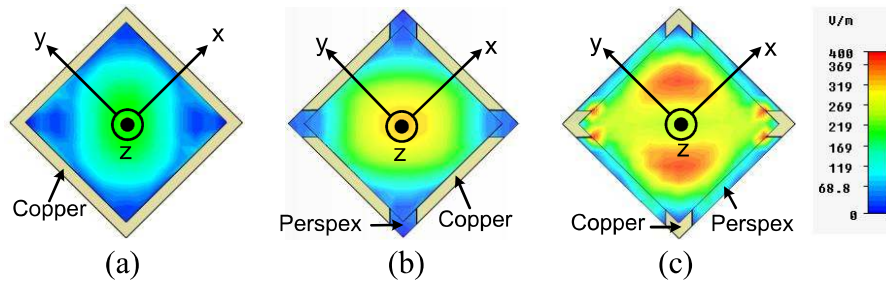 y x z
Copper
(a)
y x z
Perspex Copper
(b)
y x z
Copper Perspex
(c)
V/m
400
369
319
269
219
169
119
68.8
0